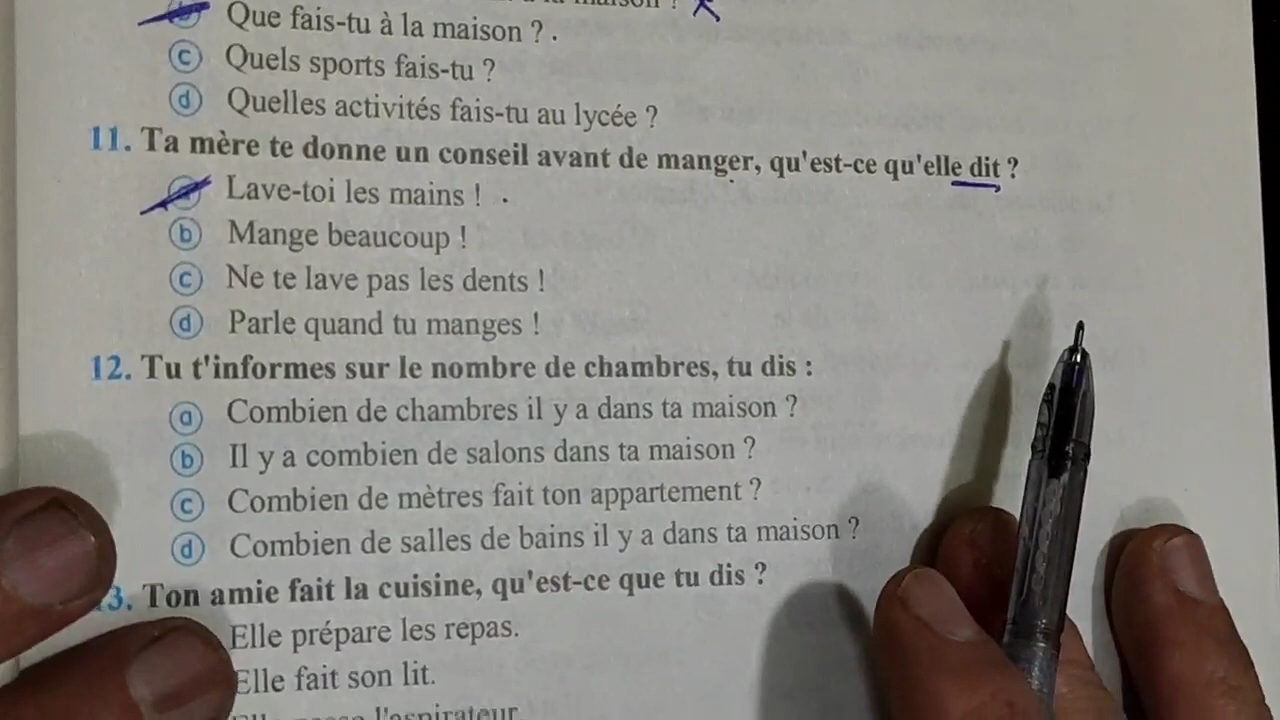 Que fais-tu à la maison ? .
c Quels sports fais-tu ?
d Quelles activités fais-tu au lycée ?
11. Ta mère te donne un conseil avant de manger, qu'est-ce qu'elle dit ?
Lave-toi les mains ! .
b Mange beaucoup !
c Ne te lave pas les dents !
d Parle quand tu manges !
12. Tu t'informes sur le nombre de chambres, tu dis :
a Combien de chambres il y a dans ta maison ?
b Il y a combien de salons dans ta maison ?
c Combien de mètres fait ton appartement ?
d Combien de salles de bains il y a dans ta maison ?
3. Ton amie fait la cuisine, qu'est-ce que tu dis ?
Elle prépare les repas.
Elle fait son lit.
l'aspirateur